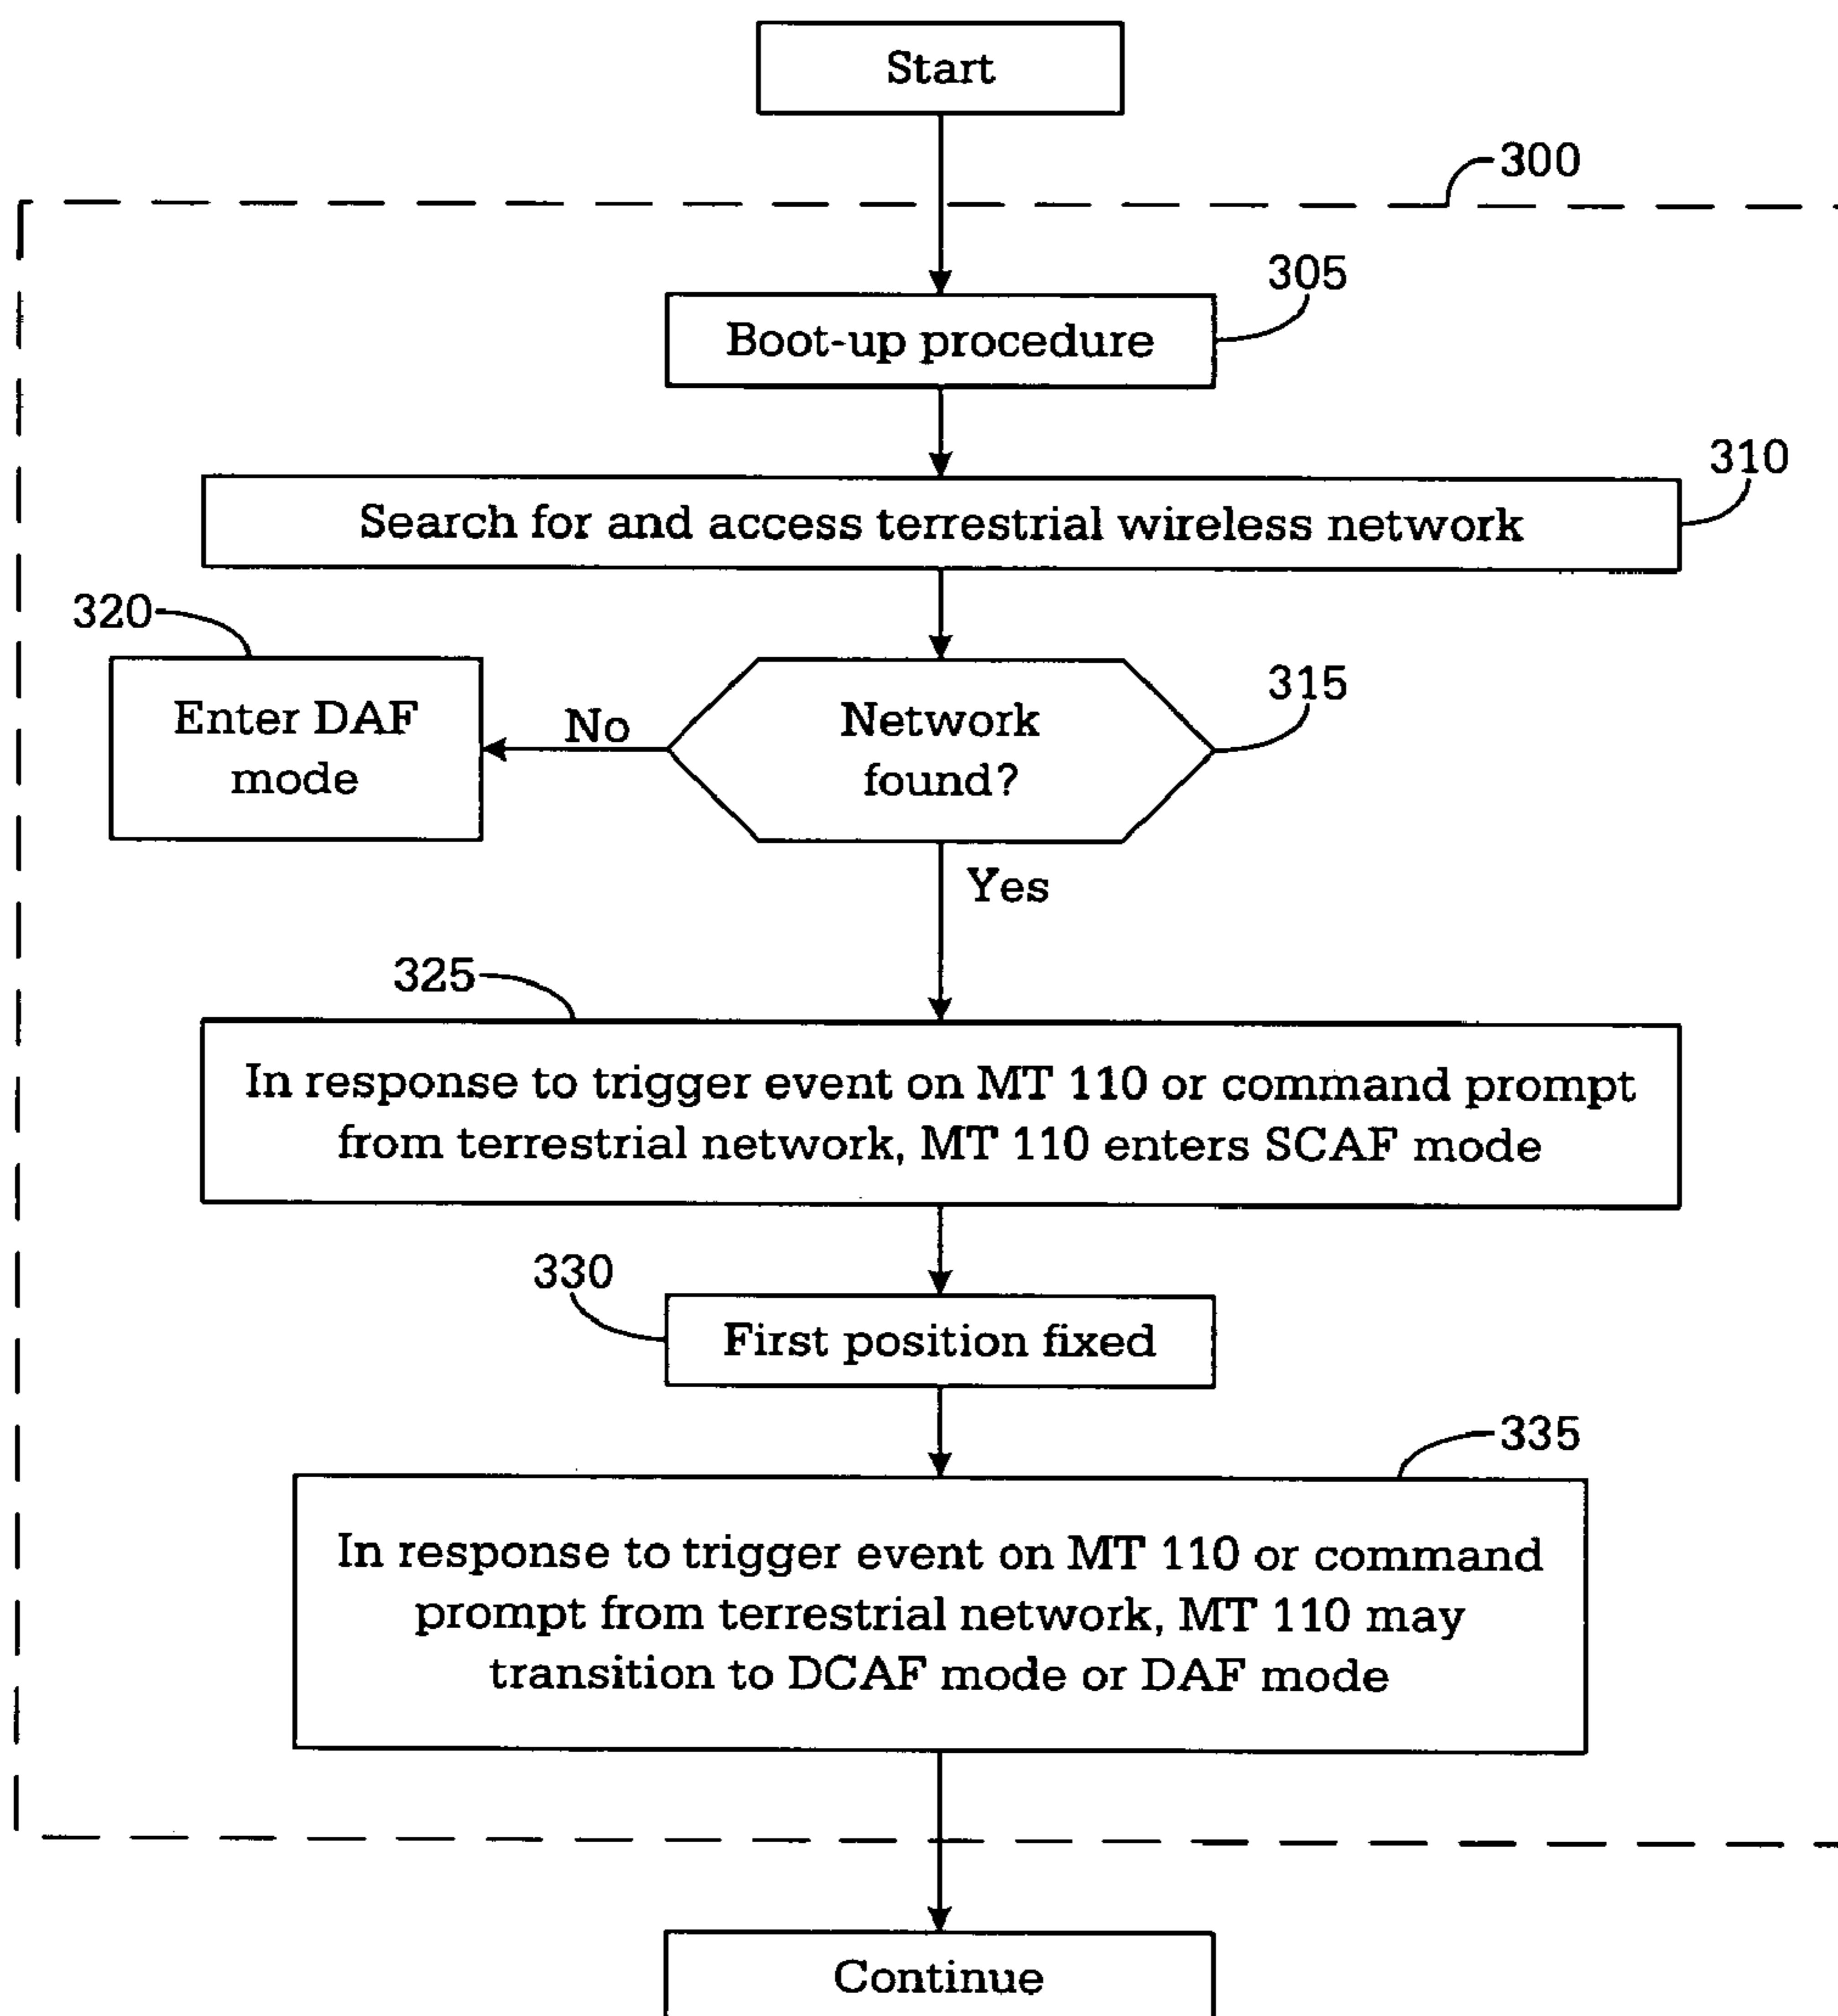 Start
300
305
Boot-up procedure
310
Search for and access terrestrial wireless network
320
Enter DAF
mode
No
Network
found?
315
Yes
325
In response to trigger event on MT 110 or command prompt
from terrestrial network, MT 110 enters SCAF mode
330
First position fixed
335
In response to trigger event on MT 110 or command
prompt from terrestrial network, MT 110 may
transition to DCAF mode or DAF mode
Continue